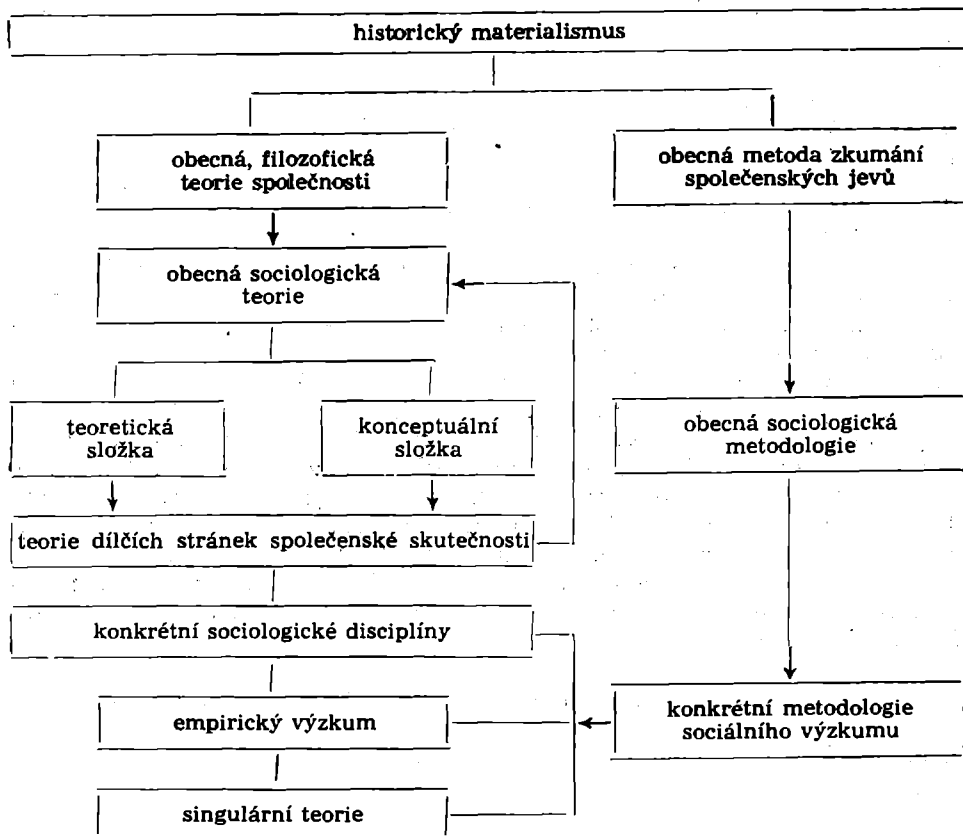 historický materialismus
obecná, filozofická
teorie společnosti
obecná metoda zkumání
společenských jevů
obecná sociologická
teorie
teoretická
složka
konceptuální
složka
obecná sociologická
metodologie
teorie dílčích stránek společenské skutečnosti
konkrétní sociologické disciplíny
empirický výzkum
konkrétní metodologie
sociálního výzkumu
singulární teorie